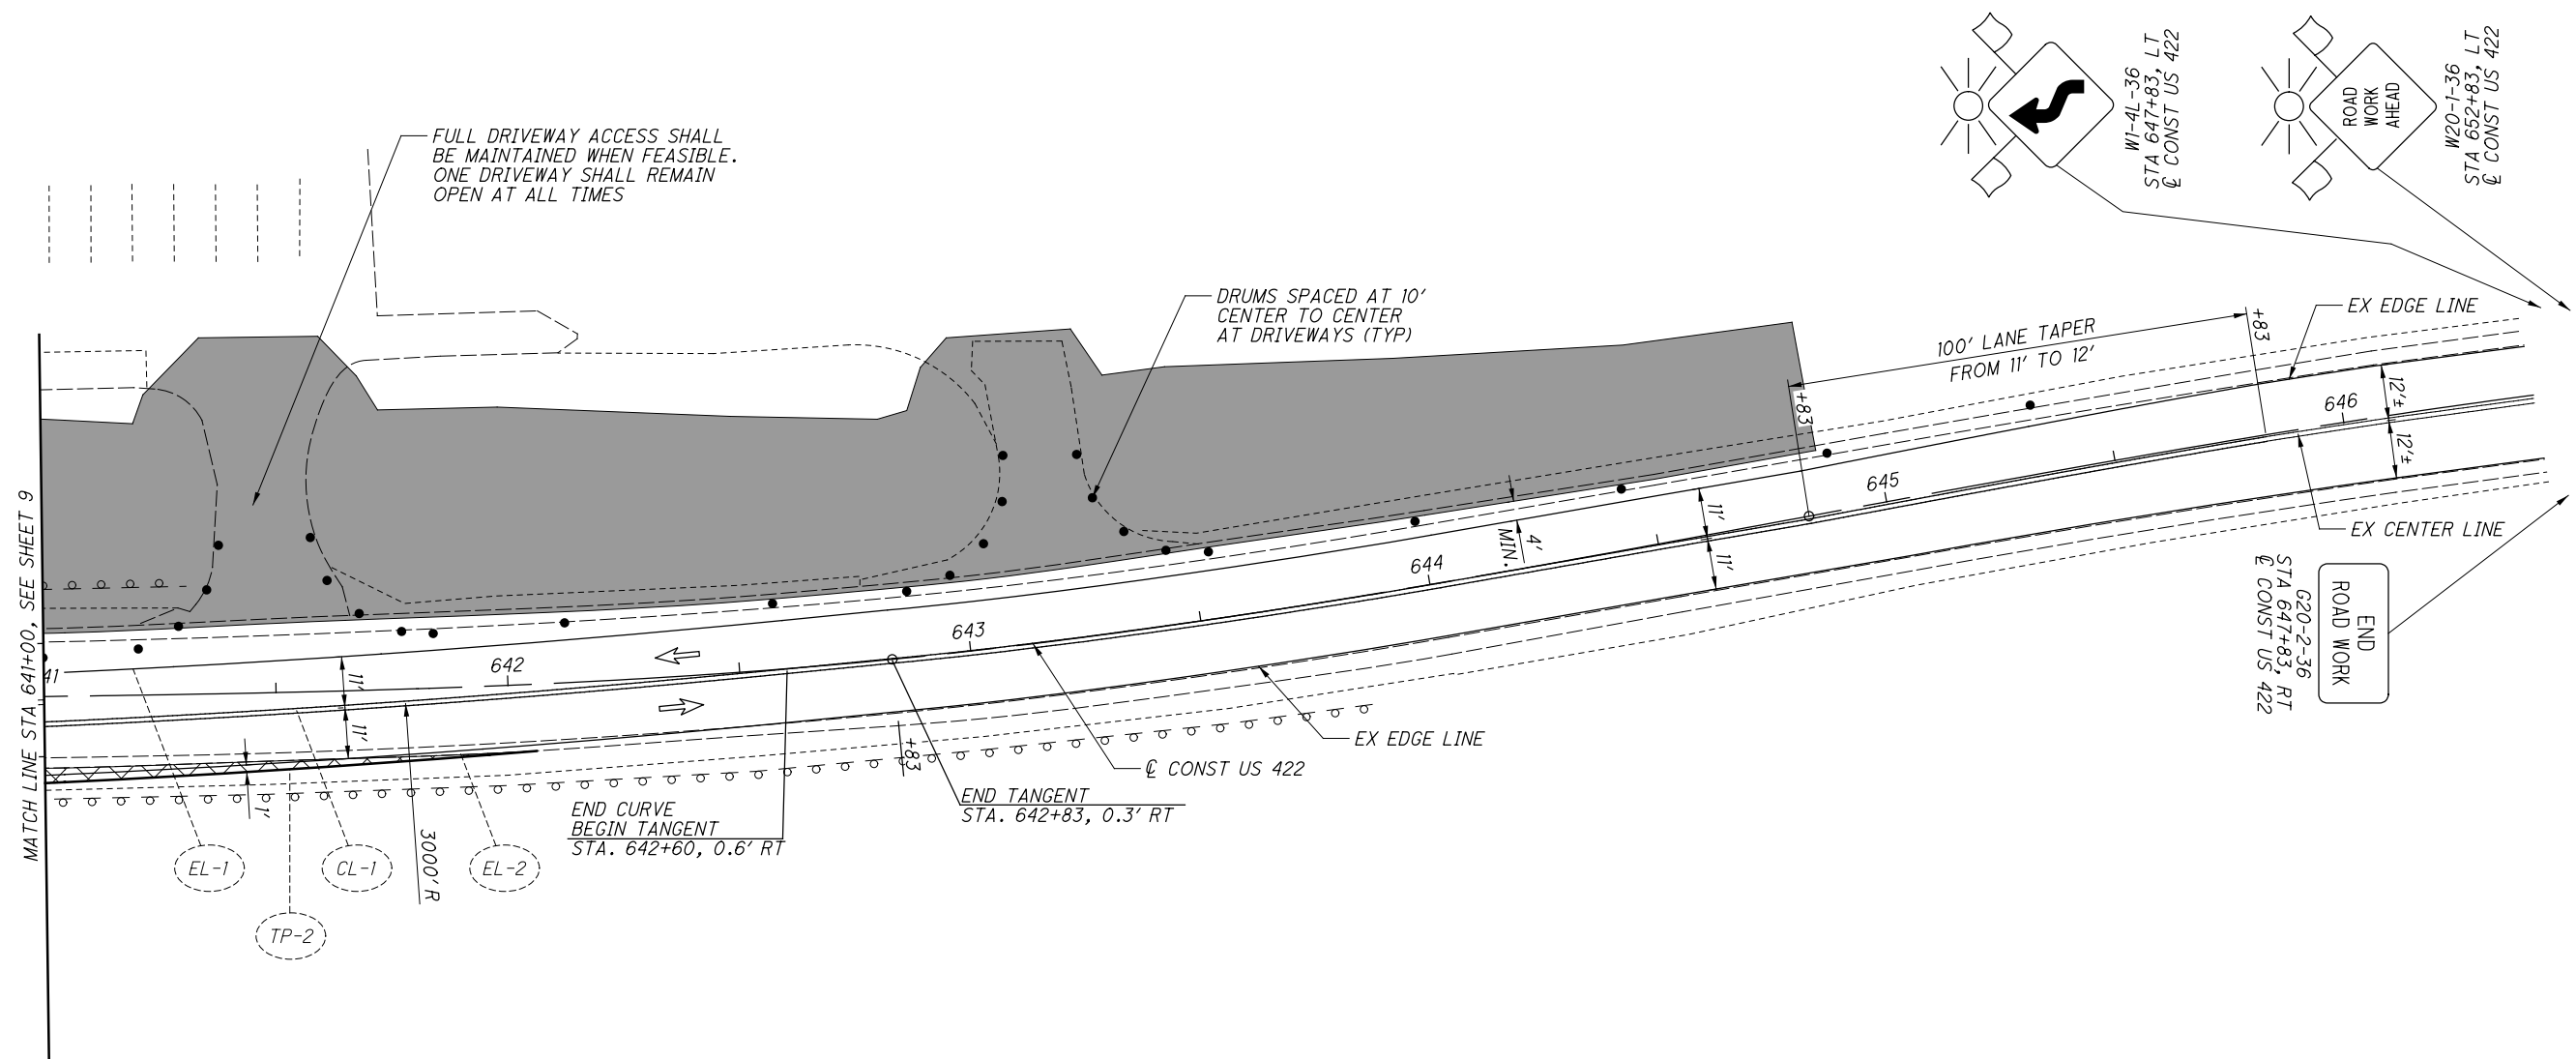 FULL DRIVEWAY ACCESS SHALL
BE MAINTAINED WHEN FEASIBLE.
ONE DRIVEWAY SHALL REMAIN
OPEN AT ALL TIMES
DRUMS SPACED AT 10'
CENTER TO CENTER
AT DRIVEWAYS (TYP)
W1-4L-36
STA 647+83, LT
℄ CONST US 422
ROAD
WORK
AHEAD
W20-1-36
STA 652+83, LT
℄ CONST US 422
100' LANE TAPER
FROM 11' TO 12'
+83
+83
EX EDGE LINE
12'±
12'±
646
645
644
643
642
41
11'
11'
4'
MIN.
EX CENTER LINE
END
ROAD WORK
G20-2-36
STA 647+83, RT
℄ CONST US 422
MATCH LINE STA 641+00, SEE SHEET 9
11'
11'
1'
3000' R
+83
EX EDGE LINE
℄ CONST US 422
END TANGENT
STA. 642+83, 0.3' RT
END CURVE
BEGIN TANGENT
STA. 642+60, 0.6' RT
EL-1
CL-1
EL-2
TP-2